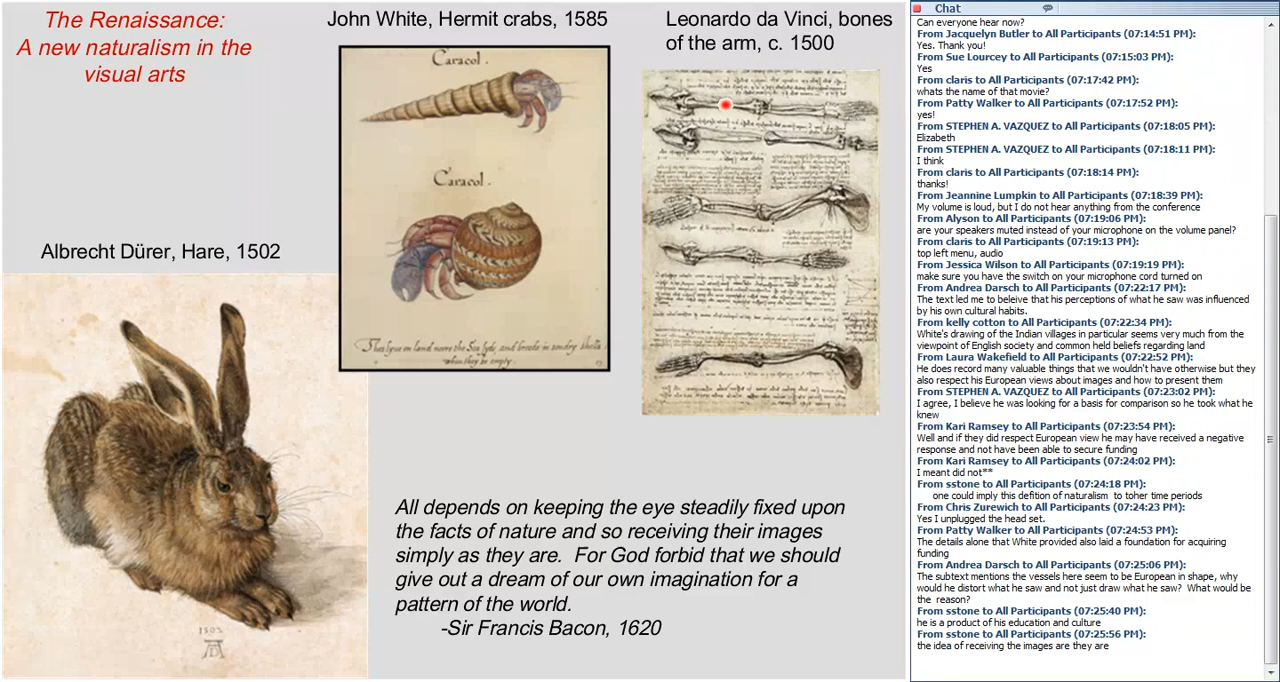 The Renaissance:
A new naturalism in the
visual arts
John White, Hermit crabs, 1585
Leonardo da Vinci, bones
of the arm, c. 1500
Caracol.
Caracol.
Thes lyue on land neere the Sea syde, and breede in sondry shells
when they be empty.
Albrecht Dürer, Hare, 1502
1502
AD
All depends on keeping the eye steadily fixed upon
the facts of nature and so receiving their images
simply as they are. For God forbid that we should
give out a dream of our own imagination for a
pattern of the world.
-Sir Francis Bacon, 1620
Chat
Can everyone hear now?
From Jacquelyn Butler to All Participants (07:14:51 PM):
Yes. Thank you!
From Sue Lourcey to All Participants (07:15:03 PM):
Yes
From claris to All Participants (07:17:42 PM):
whats the name of that movie?
From Patty Walker to All Participants (07:17:52 PM):
yes!
From STEPHEN A. VAZQUEZ to All Participants (07:18:05 PM):
Elizabeth
From STEPHEN A. VAZQUEZ to All Participants (07:18:11 PM):
I think
From claris to All Participants (07:18:14 PM):
thanks!
From Jeannine Lumpkin to All Participants (07:18:39 PM):
My volume is loud, but I do not hear anything from the conference
From Alyson to All Participants (07:19:06 PM):
are your speakers muted instead of your microphone on the volume panel?
From claris to All Participants (07:19:13 PM):
top left menu, audio
From Jessica Wilson to All Participants (07:19:19 PM):
make sure you have the switch on your microphone cord turned on
From Andrea Darsch to All Participants (07:22:17 PM):
The text led me to beleive that his perceptions of what he saw was influenced
by his own cultural habits.
From kelly cotton to All Participants (07:22:34 PM):
White's drawing of the Indian villages in particular seems very much from the
viewpoint of English society and common held beliefs regarding land
From Laura Wakefield to All Participants (07:22:52 PM):
He does record many valuable things that we wouldn't have otherwise but they
also respect his European views about images and how to present them
From STEPHEN A. VAZQUEZ to All Participants (07:23:02 PM):
I agree, I believe he was looking for a basis for comparison so he took what he
knew
From Kari Ramsey to All Participants (07:23:54 PM):
Well and if they did respect European view he may have received a negative
response and not have been able to secure funding
From Kari Ramsey to All Participants (07:24:02 PM):
I meant did not**
From sstone to All Participants (07:24:18 PM):
one could imply this defition of naturalism to toher time periods
From Chris Zurewich to All Participants (07:24:23 PM):
Yes I unplugged the head set.
From Patty Walker to All Participants (07:24:53 PM):
The details alone that White provided also laid a foundation for acquiring
funding
From Andrea Darsch to All Participants (07:25:06 PM):
The subtext mentions the vessels here seem to be European in shape, why
would he distort what he saw and not just draw what he saw? What would be
the reason?
From sstone to All Participants (07:25:40 PM):
he is a product of his education and culture
From sstone to All Participants (07:25:56 PM):
the idea of receiving the images are they are